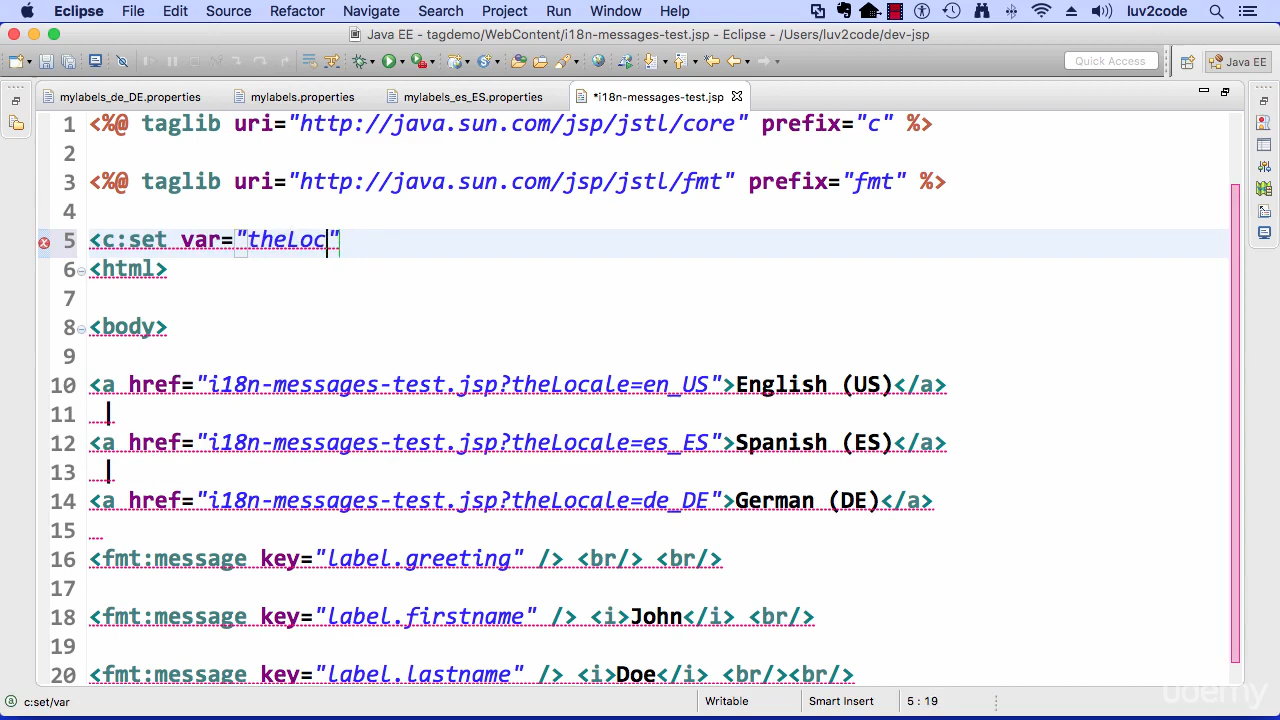 Eclipse File Edit Source Refactor Navigate Search Project Run Window Help luv2code
Java EE - tagdemo/WebContent/i18n-messages-test.jsp - Eclipse - /Users/luv2code/dev-jsp
Quick Access Java EE
mylabels_de_DE.properties mylabels.properties mylabels_es_ES.properties *i18n-messages-test.jsp
1 <%@ taglib uri="http://java.sun.com/jsp/jstl/core" prefix="c" %>
2
3 <%@ taglib uri="http://java.sun.com/jsp/jstl/fmt" prefix="fmt" %>
4
5 <c:set var="theLoc"
6 <html>
7
8 <body>
9
10 <a href="i18n-messages-test.jsp?theLocale=en_US">English (US)</a>
11 |
12 <a href="i18n-messages-test.jsp?theLocale=es_ES">Spanish (ES)</a>
13 |
14 <a href="i18n-messages-test.jsp?theLocale=de_DE">German (DE)</a>
15
16 <fmt:message key="label.greeting" /> <br/> <br/>
17
18 <fmt:message key="label.firstname" /> <i>John</i> <br/>
19
20 <fmt:message key="label.lastname" /> <i>Doe</i> <br/><br/>
c:set/var Writable Smart Insert 5 : 19
udemy